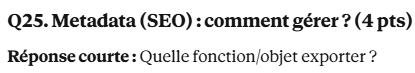 Q25. Metadata (SEO) : comment gérer ? (4 pts)
Réponse courte : Quelle fonction/objet exporter ?